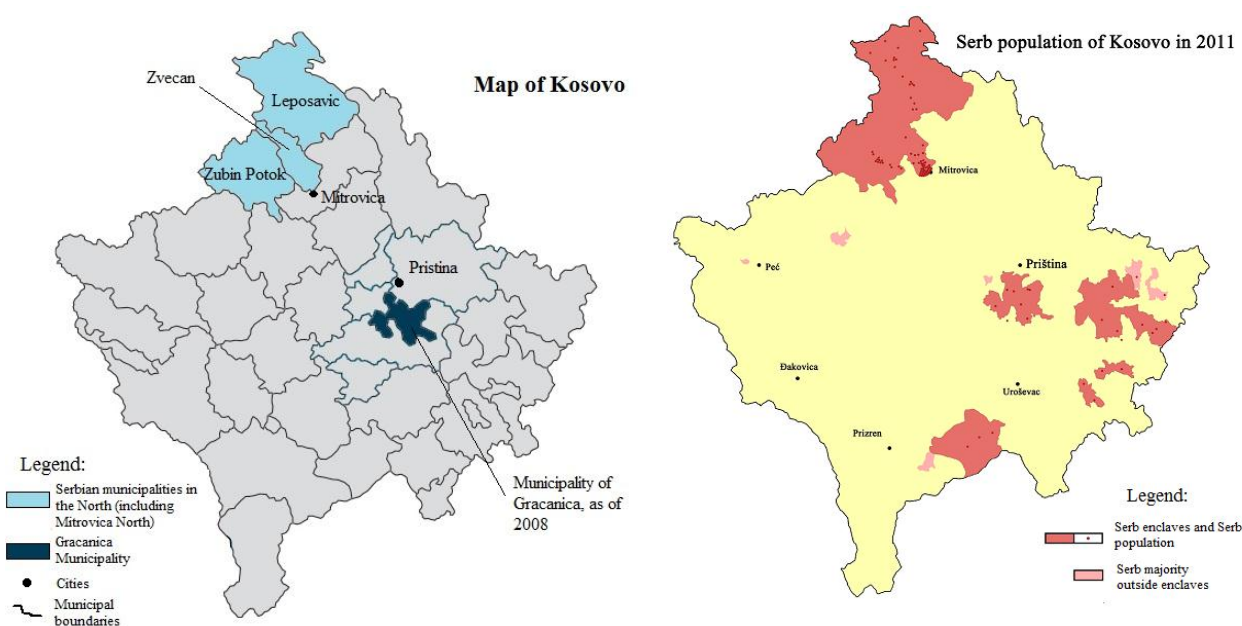 Map of Kosovo
Zvecan
Leposavic
Zubin Potok
Mitrovica
Pristina
Legend:
Serbian municipalities in
the North (including
Mitrovica North)
Gracanica
Municipality
Cities
Municipal
boundaries
Municipality of
Gracanica, as of
2008
Serb population of Kosovo in 2011
Mitrovica
Peć
Priština
Đakovica
Uroševac
Prizren
Legend:
Serb enclaves and Serb
population
Serb majority
outside enclaves